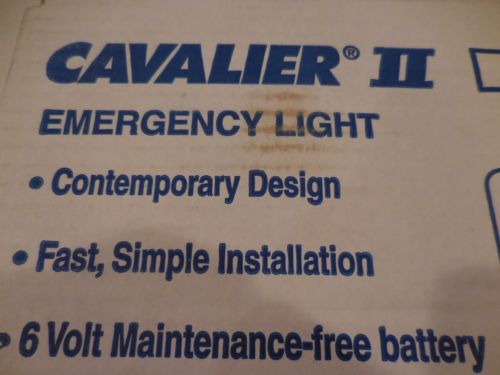 CAVALIER® II
EMERGENCY LIGHT
• Contemporary Design
• Fast, Simple Installation
• 6 Volt Maintenance-free battery